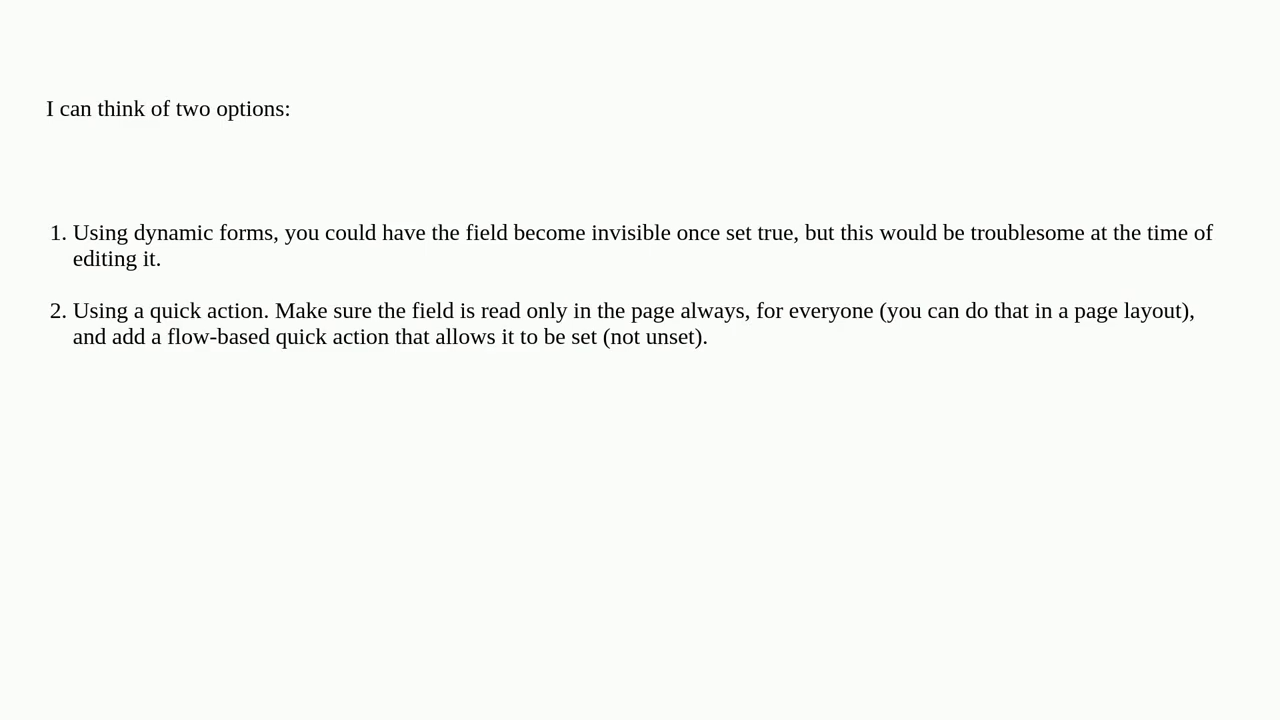 I can think of two options:
1. Using dynamic forms, you could have the field become invisible once set true, but this would be troublesome at the time of
editing it.
2. Using a quick action. Make sure the field is read only in the page always, for everyone (you can do that in a page layout),
and add a flow-based quick action that allows it to be set (not unset).